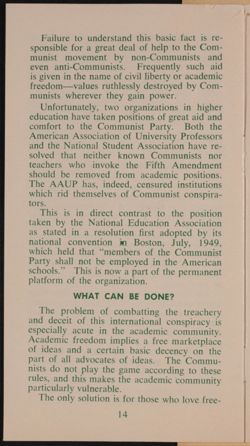 Failure to understand this basic fact is re-
sponsible for a great deal of help to the Com-
munist movement by non-Communists and
even anti-Communists. Frequently such aid
is given in the name of civil liberty or academic
freedom—values ruthlessly destroyed by Com-
munists wherever they gain power.
Unfortunately, two organizations in higher
education have taken positions of great aid and
comfort to the Communist Party. Both the
American Association of University Professors
and the National Student Association have re-
solved that neither known Communists nor
teachers who invoke the Fifth Amendment
should be removed from academic positions.
The AAUP has, indeed, censured institutions
which rid themselves of Communist conspira-
tors.
This is in direct contrast to the position
taken by the National Education Association
as stated in a resolution first adopted by its
national convention in Boston, July, 1949,
which held that "members of the Communist
Party shall not be employed in the American
schools." This is now a part of the permanent
platform of the organization.
WHAT CAN BE DONE?
The problem of combatting the treachery
and deceit of this international conspiracy is
especially acute in the academic community.
Academic freedom implies a free marketplace
of ideas and a certain basic decency on the
part of all advocates of ideas. The Commu-
nists do not play the game according to these
rules, and this makes the academic community
particularly vulnerable.
The only solution is for those who love free-
14